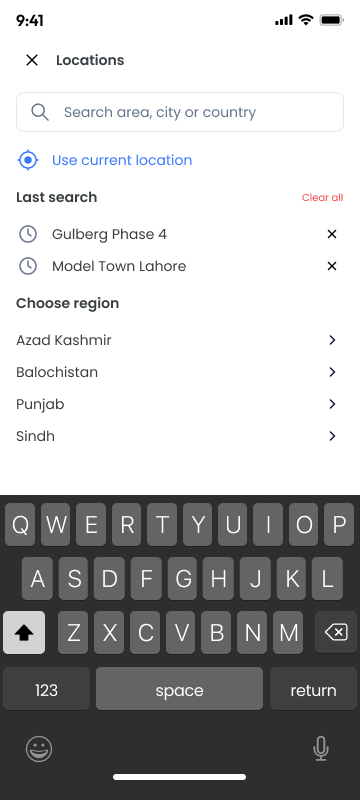 9:41
Locations
Search area, city or country
Use current location
Last search Clear all
Gulberg Phase 4
Model Town Lahore
Choose region
Azad Kashmir
Balochistan
Punjab
Sindh
Q W E R T Y U I O P
A S D F G H J K L
Z X C V B N M
123 space return